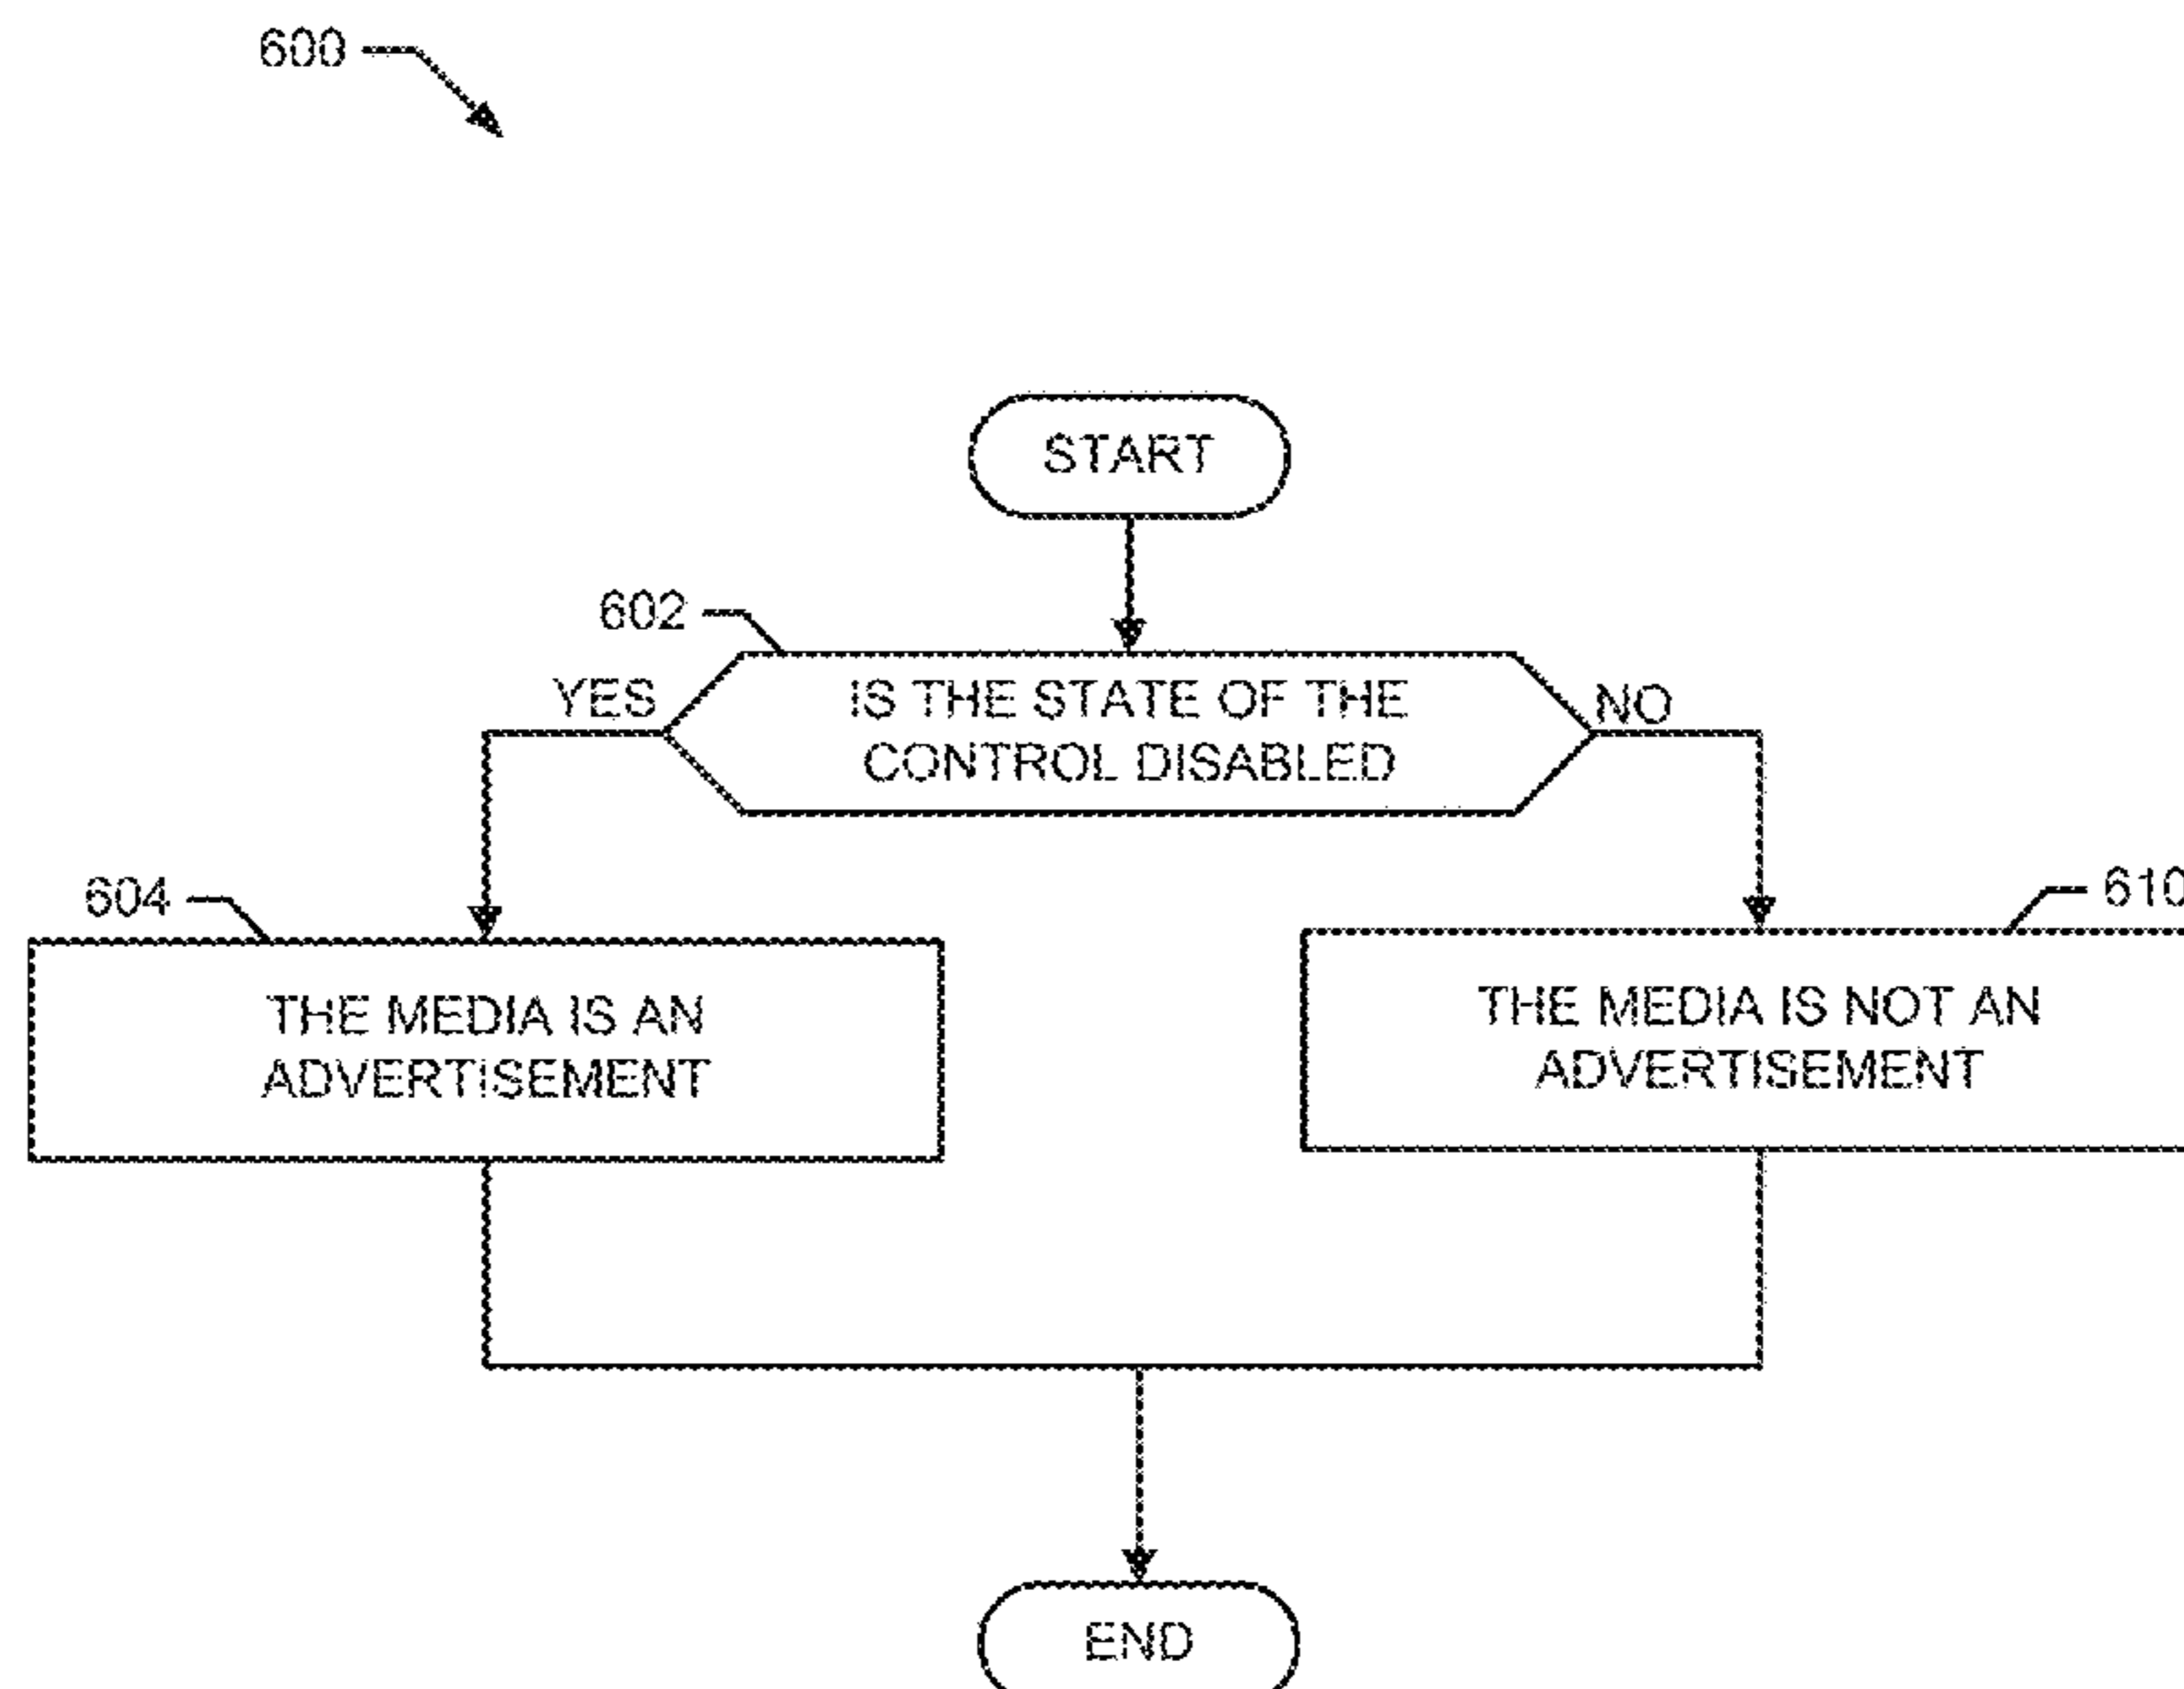 600
START
602
YES
IS THE STATE OF THE
CONTROL DISABLED
NO
604
610
THE MEDIA IS AN
ADVERTISEMENT
THE MEDIA IS NOT AN
ADVERTISEMENT
END